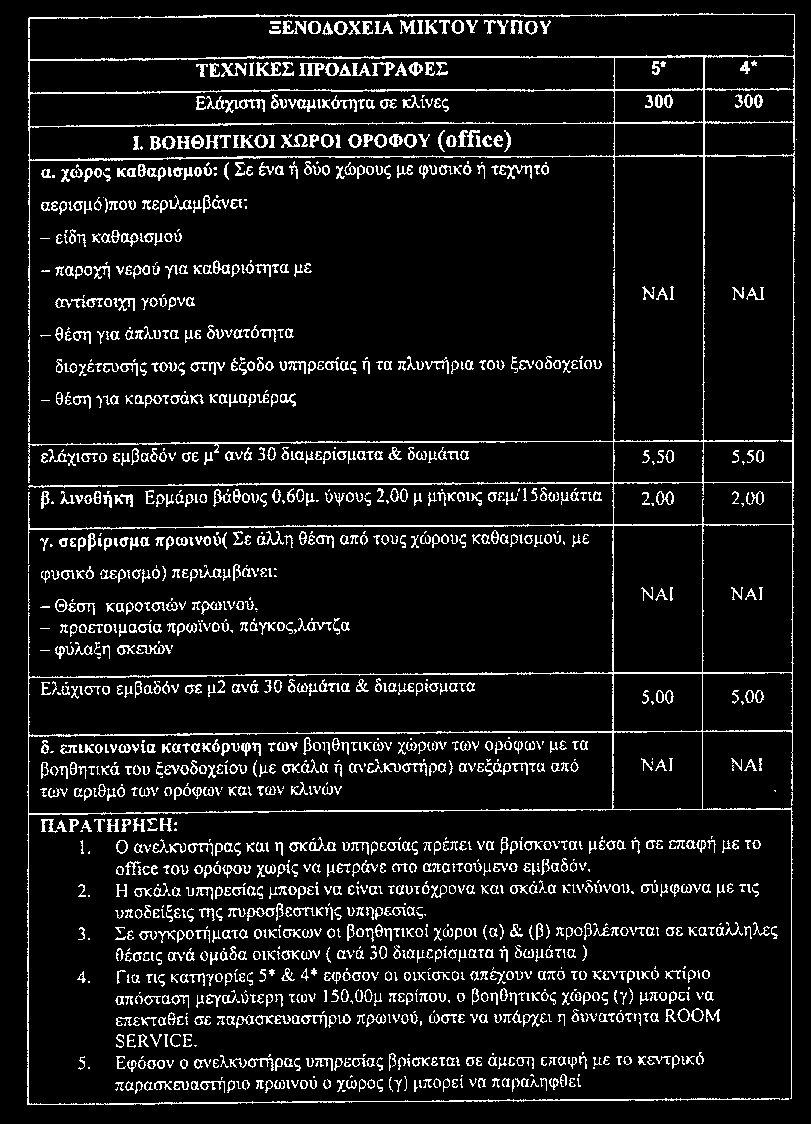 ΞΕΝΟΔΟΧΕΙΑ ΜΙΚΤΟΥ ΤΥΠΟΥ
ΤΕΧΝΙΚΕΣ ΠΡΟΔΙΑΓΡΑΦΕΣ 5* 4*
Ελάχιστη δυναμικότητα σε κλίνες 300 300
Ι. ΒΟΗΘΗΤΙΚΟΙ ΧΩΡΟΙ ΟΡΟΦΟΥ (office)
α. χώρος καθαρισμού: ( Σε ένα ή δύο χώρους με φυσικό ή τεχνητό
αερισμό)που περιλαμβάνει:
– είδη καθαρισμού
– παροχή νερού για καθαριότητα με
αντίστοιχη γούρνα
ΝΑΙ ΝΑΙ
– θέση για άπλυτα με δυνατότητα
διοχέτευσής τους στην έξοδο υπηρεσίας ή τα πλυντήρια του ξενοδοχείου
– θέση για καροτσάκι καμαριέρας
ελάχιστο εμβαδόν σε μ² ανά 30 διαμερίσματα & δωμάτια 5,50 5,50
β. λινοθήκη Ερμάριο βάθους 0,60μ. ύψους 2,00 μ μήκους σεμ/15δωμάτια 2,00 2,00
γ. σερβίρισμα πρωινού( Σε άλλη θέση από τους χώρους καθαρισμού, με
φυσικό αερισμό) περιλαμβάνει:
– Θέση καροτσιών πρωινού,
ΝΑΙ ΝΑΙ
– προετοιμασία πρωϊνού, πάγκος,λάντζα
– φύλαξη σκευών
Ελάχιστο εμβαδόν σε μ2 ανά 30 δωμάτια & διαμερίσματα 5,00 5,00
δ. επικοινωνία κατακόρυφη των βοηθητικών χώρων των ορόφων με τα
βοηθητικά του ξενοδοχείου (με σκάλα ή ανελκυστήρα) ανεξάρτητα από ΝΑΙ ΝΑΙ
των αριθμό των ορόφων και των κλινών
ΠΑΡΑΤΗΡΗΣΗ:
1. Ο ανελκυστήρας και η σκάλα υπηρεσίας πρέπει να βρίσκονται μέσα ή σε επαφή με το
office του ορόφου χωρίς να μετράνε στο απαιτούμενο εμβαδόν.
2. Η σκάλα υπηρεσίας μπορεί να είναι ταυτόχρονα και σκάλα κινδύνου, σύμφωνα με τις
υποδείξεις της πυροσβεστικής υπηρεσίας.
3. Σε συγκροτήματα οικίσκων οι βοηθητικοί χώροι (α) & (β) προβλέπονται σε κατάλληλες
θέσεις ανά ομάδα οικίσκων ( ανά 30 διαμερίσματα ή δωμάτια )
4. Για τις κατηγορίες 5* & 4* εφόσον οι οικίσκοι απέχουν από το κεντρικό κτίριο
απόσταση μεγαλύτερη των 150,00μ περίπου, ο βοηθητικός χώρος (γ) μπορεί να
επεκταθεί σε παρασκευαστήριο πρωινού, ώστε να υπάρχει η δυνατότητα ROOM
SERVICE.
5. Εφόσον ο ανελκυστήρας υπηρεσίας βρίσκεται σε άμεση επαφή με το κεντρικό
παρασκευαστήριο πρωινού ο χώρος (γ) μπορεί να παραληφθεί